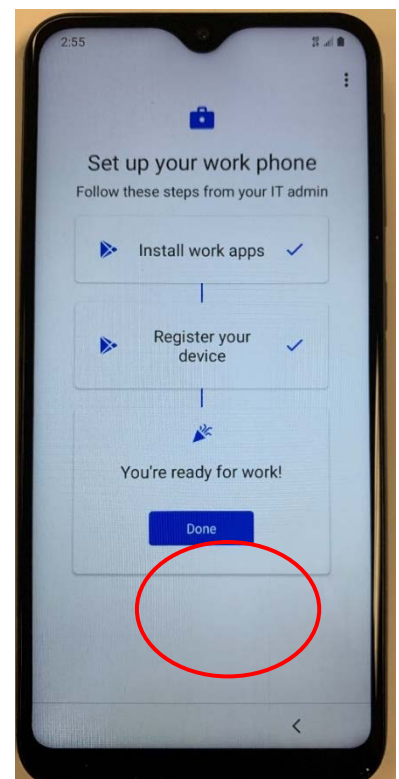 2:55
Set up your work phone
Follow these steps from your IT admin
Install work apps
Register your
device
You're ready for work!
Done